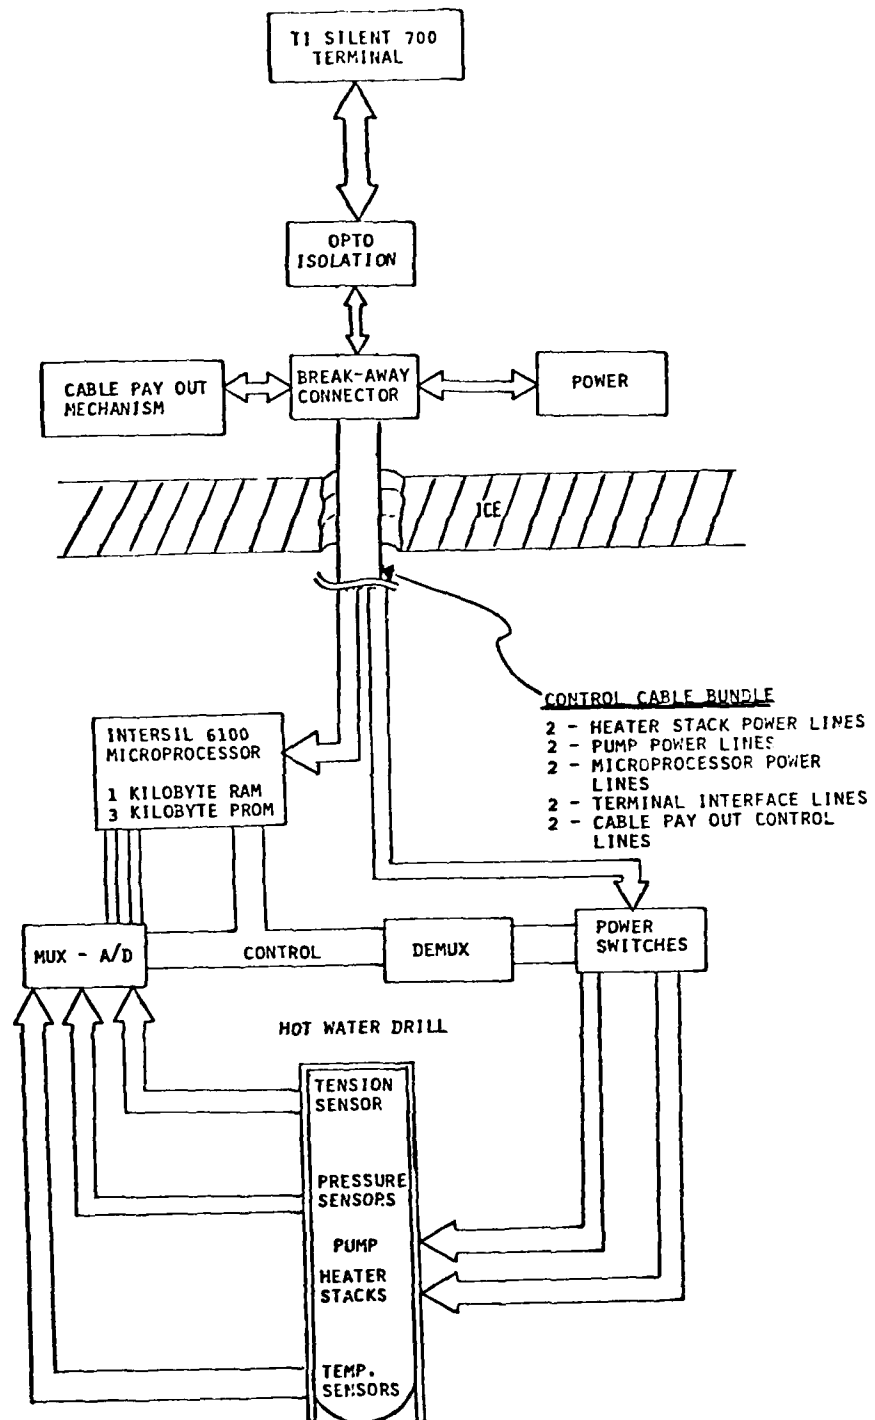 TI SILENT 700
TERMINAL
OPTO
ISOLATION
CABLE PAY OUT
MECHANISM
BREAK-AWAY
CONNECTOR
POWER
ICE
CONTROL CABLE BUNDLE
2 - HEATER STACK POWER LINES
2 - PUMP POWER LINES
2 - MICROPROCESSOR POWER
LINES
2 - TERMINAL INTERFACE LINES
2 - CABLE PAY OUT CONTROL
LINES
INTERSIL 6100
MICROPROCESSOR
1 KILOBYTE RAM
3 KILOBYTE PROM
MUX - A/D
CONTROL
DEMUX
POWER
SWITCHES
HOT WATER DRILL
TENSION
SENSOR
PRESSURE
SENSORS
PUMP
HEATER
STACKS
TEMP.
SENSORS